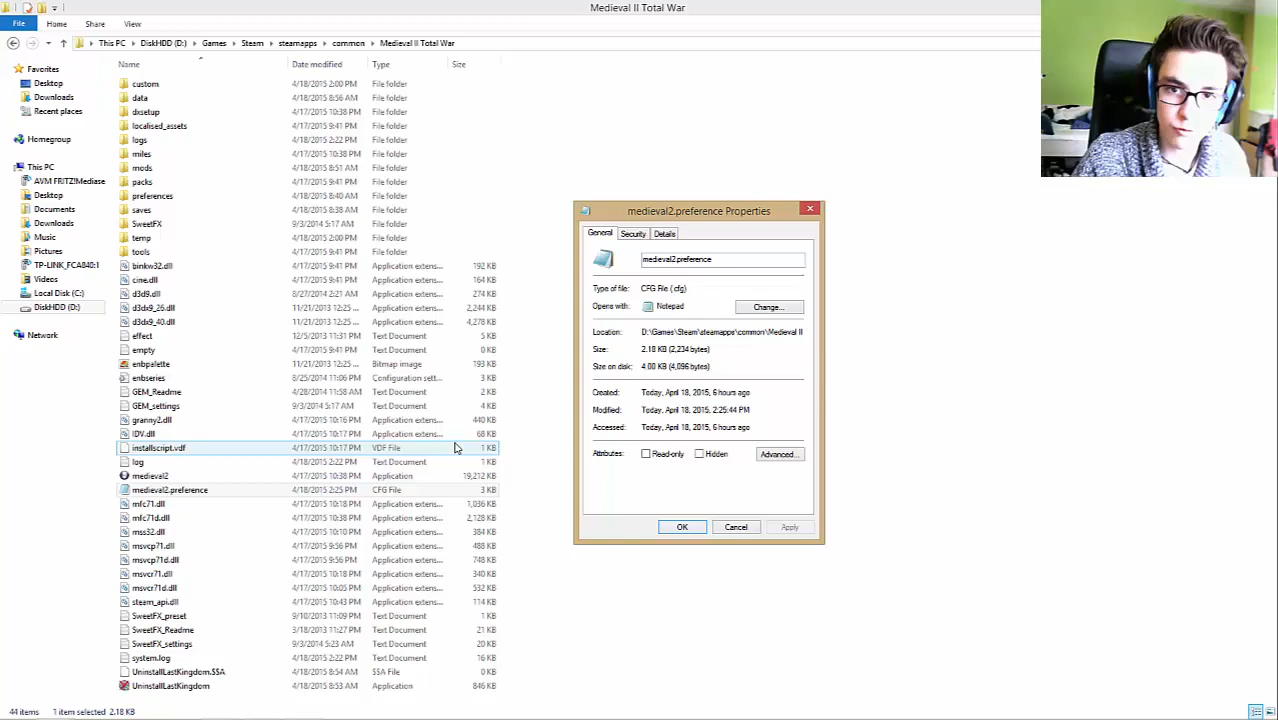 Medieval II Total War
File Home Share View
This PC DiskHDD (D:) Games Steam steamapps common Medieval II Total War
Name Date modified Type Size
Favorites
Desktop
Downloads
Recent places
Homegroup
This PC
AVM FRITZ!Mediase
Desktop
Documents
Downloads
Music
Pictures
TP-LINK_FCA840:1
Videos
Local Disk (C:)
DiskHDD (D:)
Network
custom 4/18/2015 2:00 PM File folder
data 4/18/2015 8:56 AM File folder
dxsetup 4/17/2015 10:38 PM File folder
localised_assets 4/17/2015 9:41 PM File folder
logs 4/18/2015 2:22 PM File folder
miles 4/17/2015 10:38 PM File folder
mods 4/18/2015 8:51 AM File folder
packs 4/17/2015 9:41 PM File folder
preferences 4/18/2015 8:40 AM File folder
saves 4/18/2015 8:38 AM File folder
SweetFX 9/3/2014 5:17 AM File folder
temp 4/18/2015 2:00 PM File folder
tools 4/17/2015 9:41 PM File folder
binkw32.dll 4/17/2015 9:41 PM Application extens... 192 KB
cine.dll 4/17/2015 9:41 PM Application extens... 164 KB
d3d9.dll 8/27/2014 2:21 AM Application extens... 274 KB
d3dx9_26.dll 11/21/2013 12:25 ... Application extens... 2,244 KB
d3dx9_40.dll 11/21/2013 12:25 ... Application extens... 4,278 KB
effect 12/5/2013 11:31 PM Text Document 5 KB
empty 4/17/2015 9:41 PM Text Document 0 KB
enbpalette 11/21/2013 12:25 ... Bitmap image 193 KB
enbseries 8/25/2014 11:06 PM Configuration sett... 3 KB
GEM_Readme 4/28/2014 11:58 AM Text Document 2 KB
GEM_settings 9/3/2014 5:17 AM Text Document 4 KB
granny2.dll 4/17/2015 10:16 PM Application extens... 440 KB
IDV.dll 4/17/2015 10:17 PM Application extens... 68 KB
installscript.vdf 4/17/2015 10:17 PM VDF File 1 KB
log 4/18/2015 2:22 PM Text Document 1 KB
medieval2 4/17/2015 10:38 PM Application 19,212 KB
medieval2.preference 4/18/2015 2:25 PM CFG File 3 KB
mfc71.dll 4/17/2015 10:18 PM Application extens... 1,036 KB
mfc71d.dll 4/17/2015 10:38 PM Application extens... 2,128 KB
mss32.dll 4/17/2015 10:10 PM Application extens... 384 KB
msvcp71.dll 4/17/2015 9:56 PM Application extens... 488 KB
msvcp71d.dll 4/17/2015 9:56 PM Application extens... 748 KB
msvcr71.dll 4/17/2015 10:18 PM Application extens... 340 KB
msvcr71d.dll 4/17/2015 10:05 PM Application extens... 532 KB
steam_api.dll 4/17/2015 10:43 PM Application extens... 114 KB
SweetFX_preset 9/10/2013 11:09 PM Text Document 1 KB
SweetFX_Readme 3/18/2013 11:27 PM Text Document 21 KB
SweetFX_settings 9/3/2014 5:23 AM Text Document 20 KB
system.log 4/18/2015 2:22 PM Text Document 16 KB
UninstallLastKingdom.SSA 4/18/2015 8:53 AM SSA File 0 KB
UninstallLastKingdom 4/18/2015 8:53 AM Application 846 KB
medieval2.preference Properties
General Security Details
medieval2.preference
Type of file: CFG File (.cfg)
Opens with: Notepad Change...
Location: D:\Games\Steam\steamapps\common\Medieval II
Size: 2.18 KB (2,234 bytes)
Size on disk: 4.00 KB (4,096 bytes)
Created: Today, April 18, 2015, 6 hours ago
Modified: Today, April 18, 2015, 2:25:44 PM
Accessed: Today, April 18, 2015, 6 hours ago
Attributes: Read-only Hidden Advanced...
OK Cancel Apply
44 items 1 item selected 2.18 KB